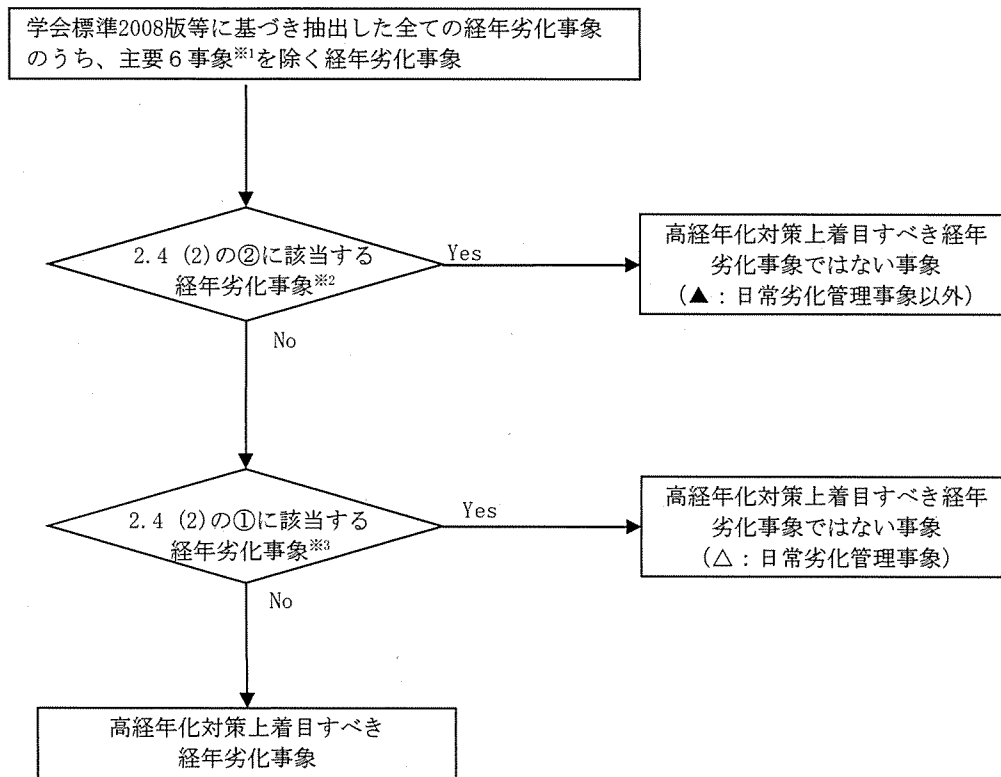 学会標準2008版等に基づき抽出した全ての経年劣化事象
のうち、主要６事象※1を除く経年劣化事象
2.4 (2)の②に該当する
経年劣化事象※2
Yes
高経年化対策上着目すべき経年
劣化事象ではない事象
（▲：日常劣化管理事象以外）
No
2.4 (2)の①に該当する
経年劣化事象※3
Yes
高経年化対策上着目すべき経年
劣化事象ではない事象
（△：日常劣化管理事象）
No
高経年化対策上着目すべき
経年劣化事象